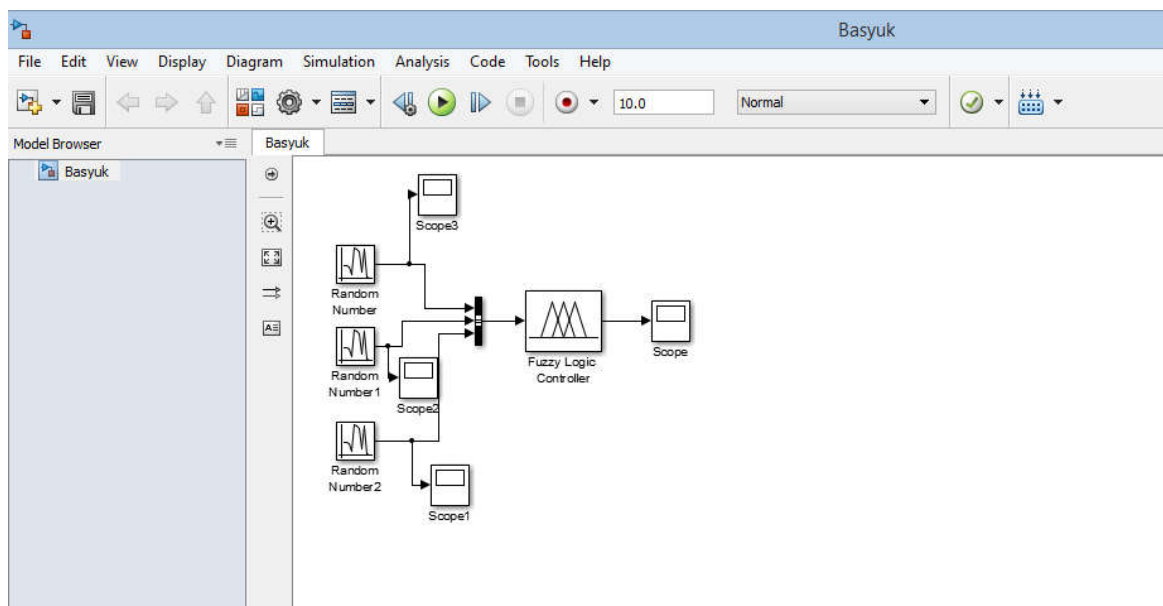 Basyuk
File Edit View Display Diagram Simulation Analysis Code Tools Help
10.0 Normal
Model Browser
Basyuk
Basyuk
Scope3
Random
Number
Random
Number1
Scope2
Random
Number2
Scope1
Fuzzy Logic
Controller
Scope